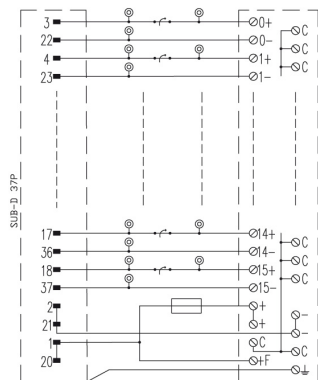 3 0+ C
22 0- C
4 1+ C
23 1-
SUB-D 37P
17 14+ C
36 14- C
18 15+ C
37 15-
2 + -
21 + -
1 C C
20 +F